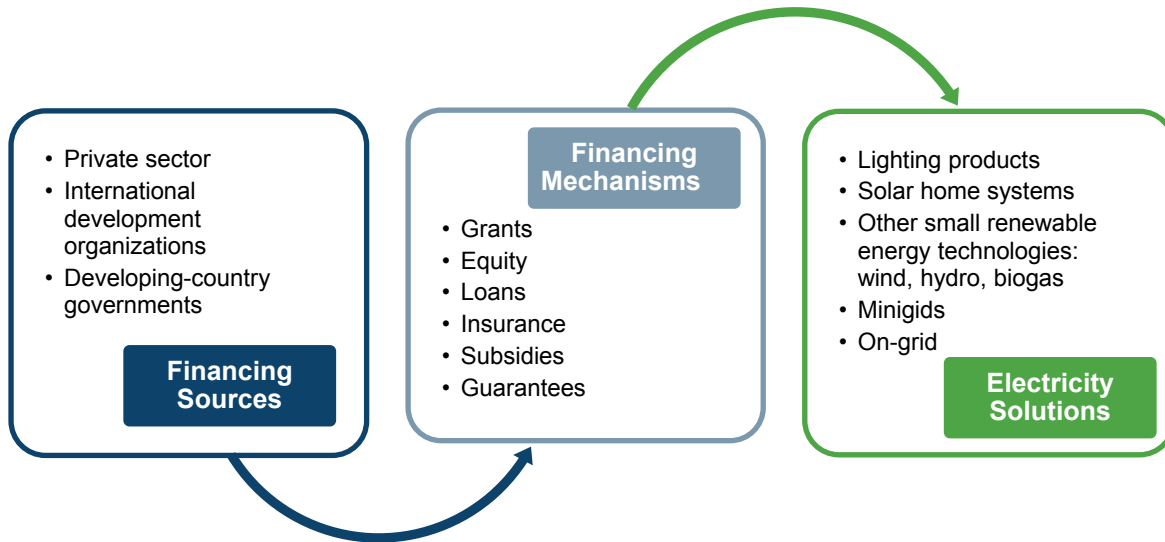 • Private sector
• International
development
organizations
• Developing-country
governments
Financing
Sources
Financing
Mechanisms
• Grants
• Equity
• Loans
• Insurance
• Subsidies
• Guarantees
• Lighting products
• Solar home systems
• Other small renewable
energy technologies:
wind, hydro, biogas
• Minigids
• On-grid
Electricity
Solutions